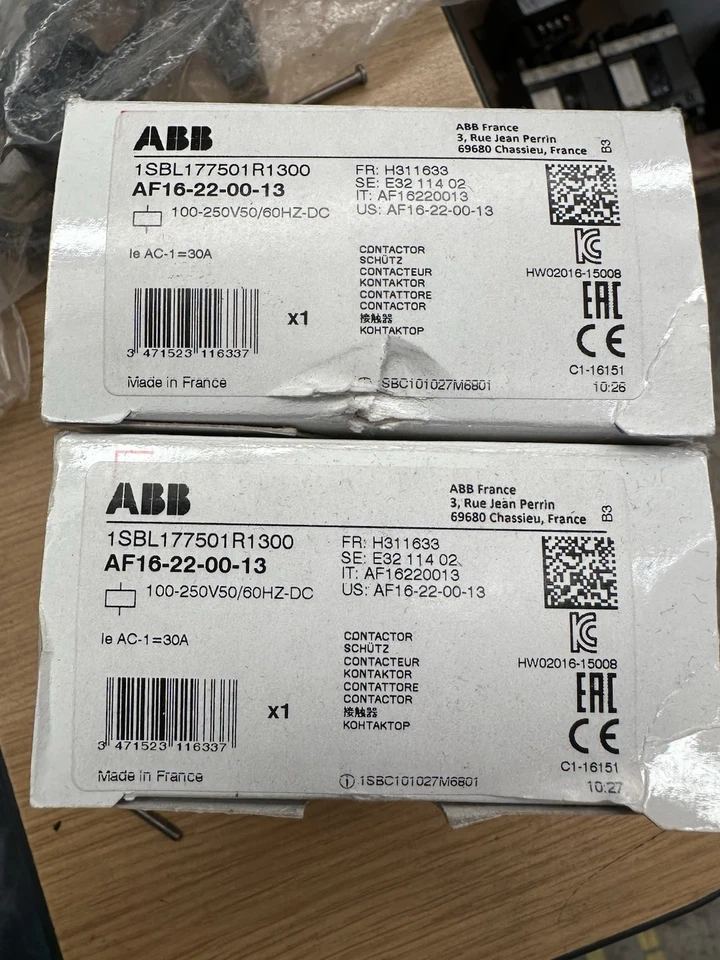 ABB
ABB France
3, Rue Jean Perrin
69680 Chassieu, France
B3
1SBL177501R1300
AF16-22-00-13
100-250V50/60HZ-DC
Ie AC-1=30A
FR: H311633
SE: E32 114 02
IT: AF16220013
US: AF16-22-00-13
CONTACTOR
SCHÜTZ
CONTACTEUR
KONTAKTOR
CONTATTORE
CONTACTOR
接触器
КОНТАКТОР
HW02016-15008
EAC
CE
C1-16151
10:26
3 471523 116337
x1
Made in France
SBC101027M6801
ABB
ABB France
3, Rue Jean Perrin
69680 Chassieu, France
B3
1SBL177501R1300
AF16-22-00-13
100-250V50/60HZ-DC
Ie AC-1=30A
FR: H311633
SE: E32 114 02
IT: AF16220013
US: AF16-22-00-13
CONTACTOR
SCHÜTZ
CONTACTEUR
KONTAKTOR
CONTATTORE
CONTACTOR
接触器
КОНТАКТОР
HW02016-15008
EAC
CE
C1-16151
10:27
3 471523 116337
x1
Made in France
1SBC101027M6801